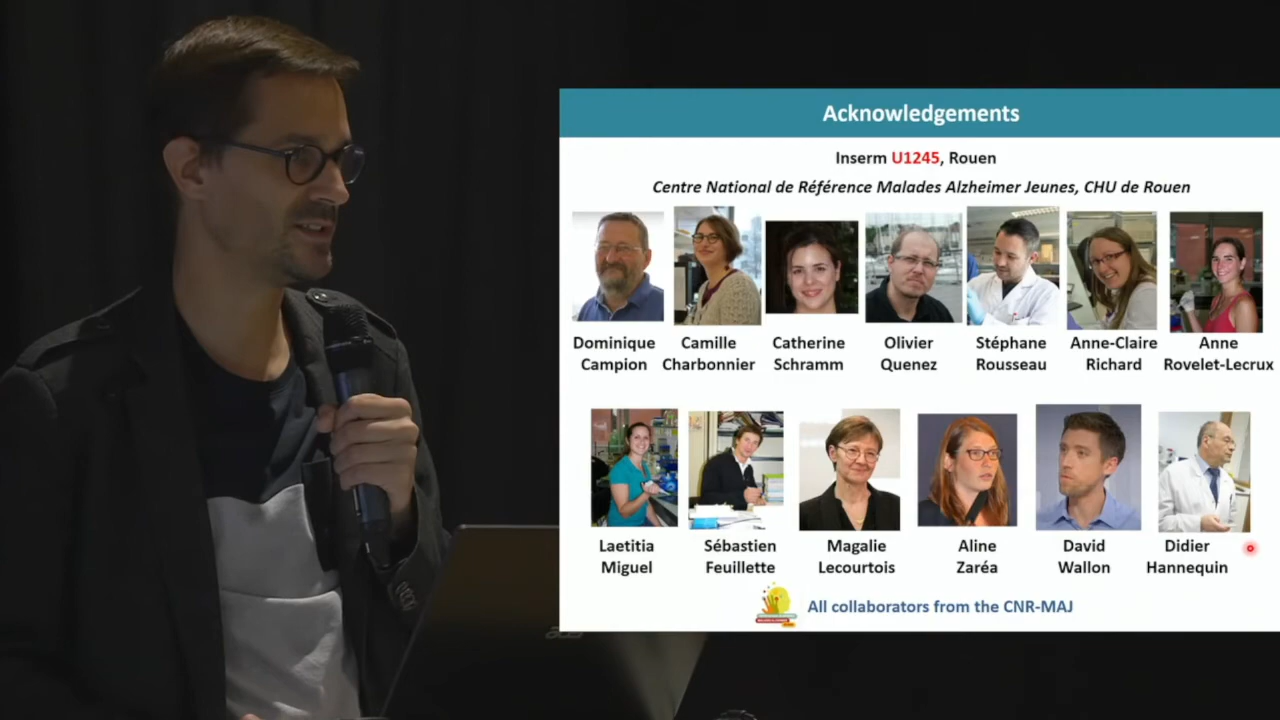 Acknowledgements
Inserm U1245, Rouen
Centre National de Référence Malades Alzheimer Jeunes, CHU de Rouen
Dominique Campion
Camille Charbonnier
Catherine Schramm
Olivier Quenez
Stéphane Rousseau
Anne-Claire Richard
Anne Rovelet-Lecrux
Laetitia Miguel
Sébastien Feuillette
Magalie Lecourtois
Aline Zaréa
David Wallon
Didier Hannequin
All collaborators from the CNR-MAJ
acer